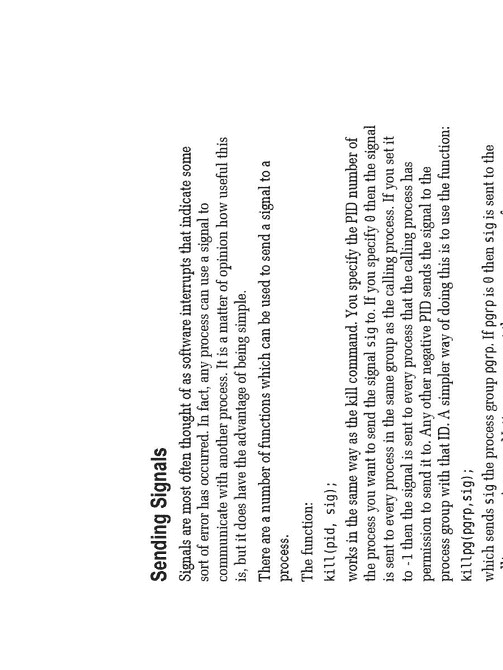 Sending Signals
Signals are most often thought of as software interrupts that indicate some
sort of error has occurred. In fact, any process can use a signal to
communicate with another process. It is a matter of opinion how useful this
is, but it does have the advantage of being simple.
There are a number of functions which can be used to send a signal to a
process.
The function:
kill(pid, sig);
works in the same way as the kill command. You specify the PID number of
the process you want to send the signal sig to. If you specify 0 then the signal
is sent to every process in the same group as the calling process. If you set it
to -1 then the signal is sent to every process that the calling process has
permission to send it to. Any other negative PID sends the signal to the
process group with that ID. A simpler way of doing this is to use the function:
killpg(pgrp,sig);
which sends sig the process group pgrp. If pgrp is 0 then sig is sent to the